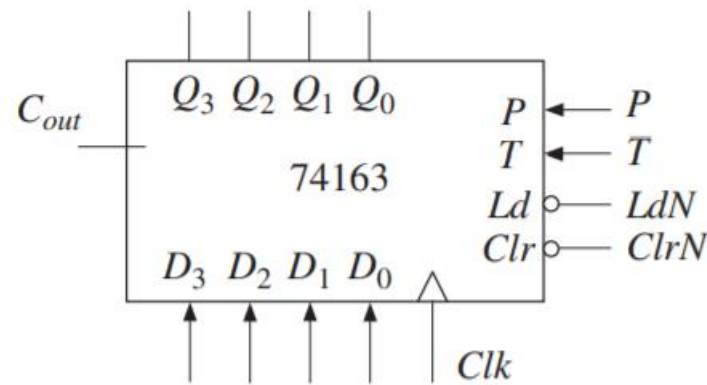 Q3 Q2 Q1 Q0
Cout
P P
T T
74163
Ld LdN
Clr ClrN
D3 D2 D1 D0
Clk